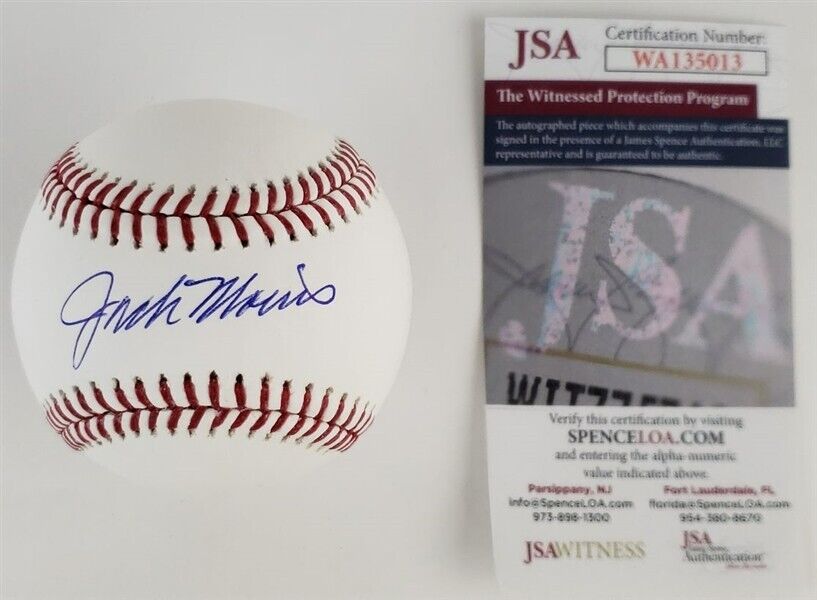 Jack Morris
JSA
Certification Number:
WA135013
The Witnessed Protection Program
The autographed piece which accompanies this certificate was
signed in the presence of a James Spence Authentication, LLC
representative and is guaranteed to be authentic.
JSA
Verify this certification by visiting
SPENCELOA.COM
and entering the alpha-numeric
value indicated above.
Parsippany, NJ
info@SpenceLOA.com
973-898-1300
Fort Lauderdale, FL
florida@SpenceLOA.com
954-380-8670
JSAWITNESS
JSA
Authentication